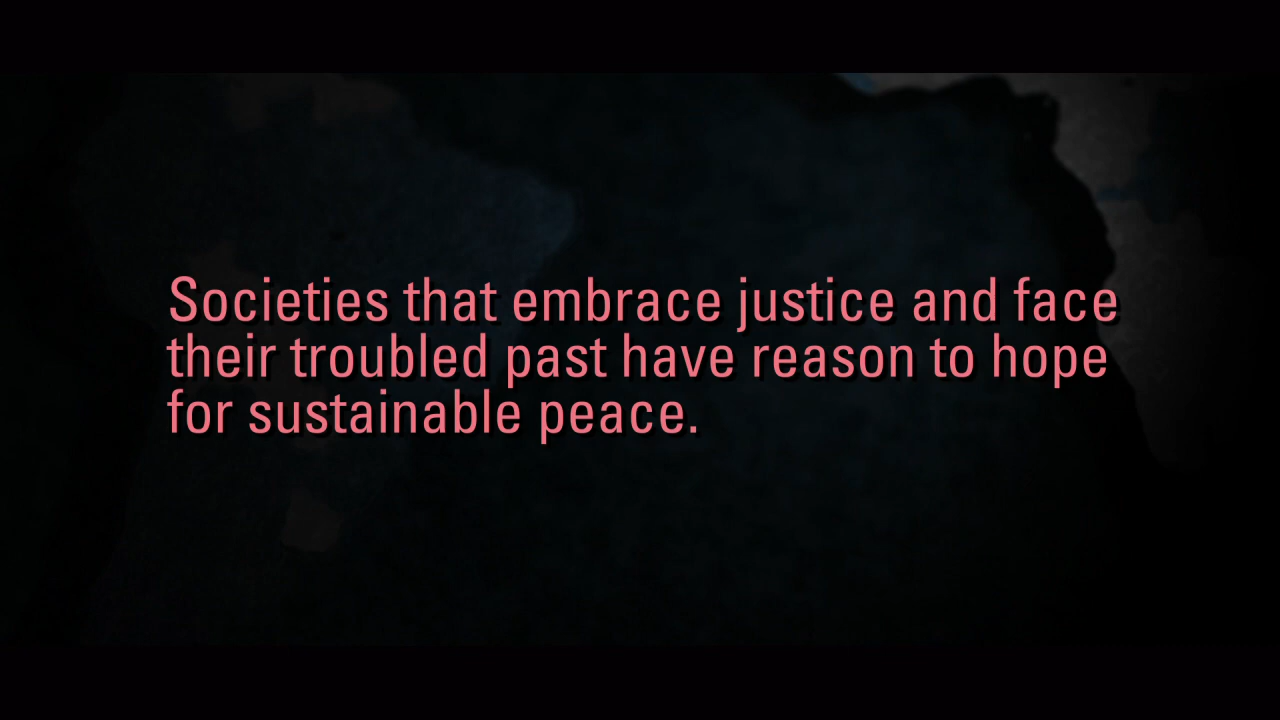 Societies that embrace justice and face
their troubled past have reason to hope
for sustainable peace.